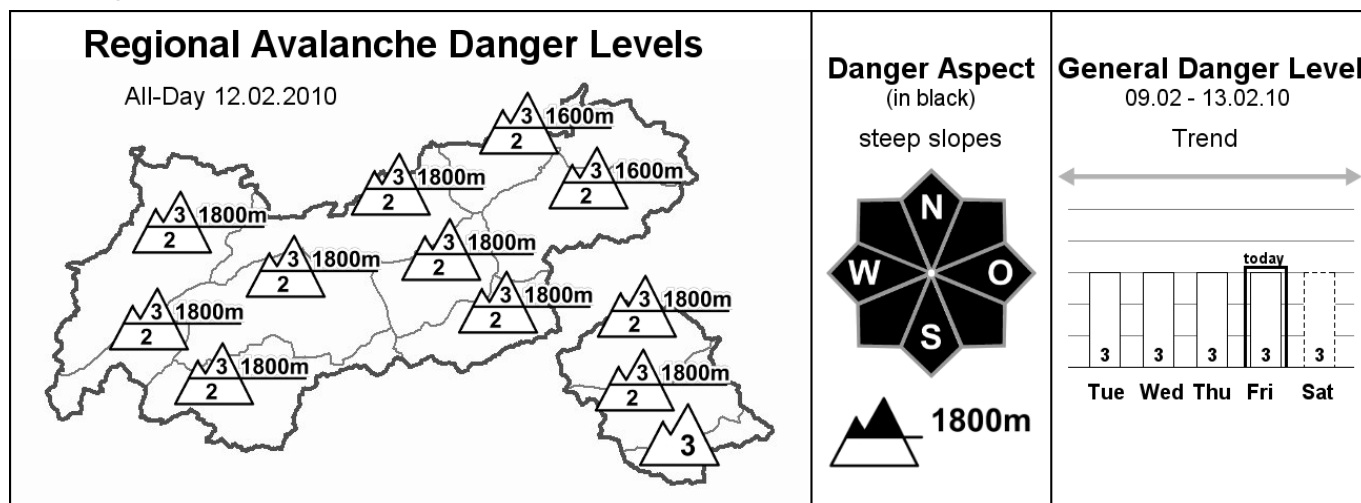 Regional Avalanche Danger Levels
All-Day 12.02.2010
3 1600m
2
3 1600m
2
3 1800m
2
3 1800m
2
3 1800m
2
3 1800m
2
3 1800m
2
3 1800m
2
3 1800m
2
3 1800m
2
3 1800m
2
3
Danger Aspect
(in black)
steep slopes
N
W
O
S
1800m
General Danger Level
09.02 - 13.02.10
Trend
today
3 3 3 3 3
Tue Wed Thu Fri Sat